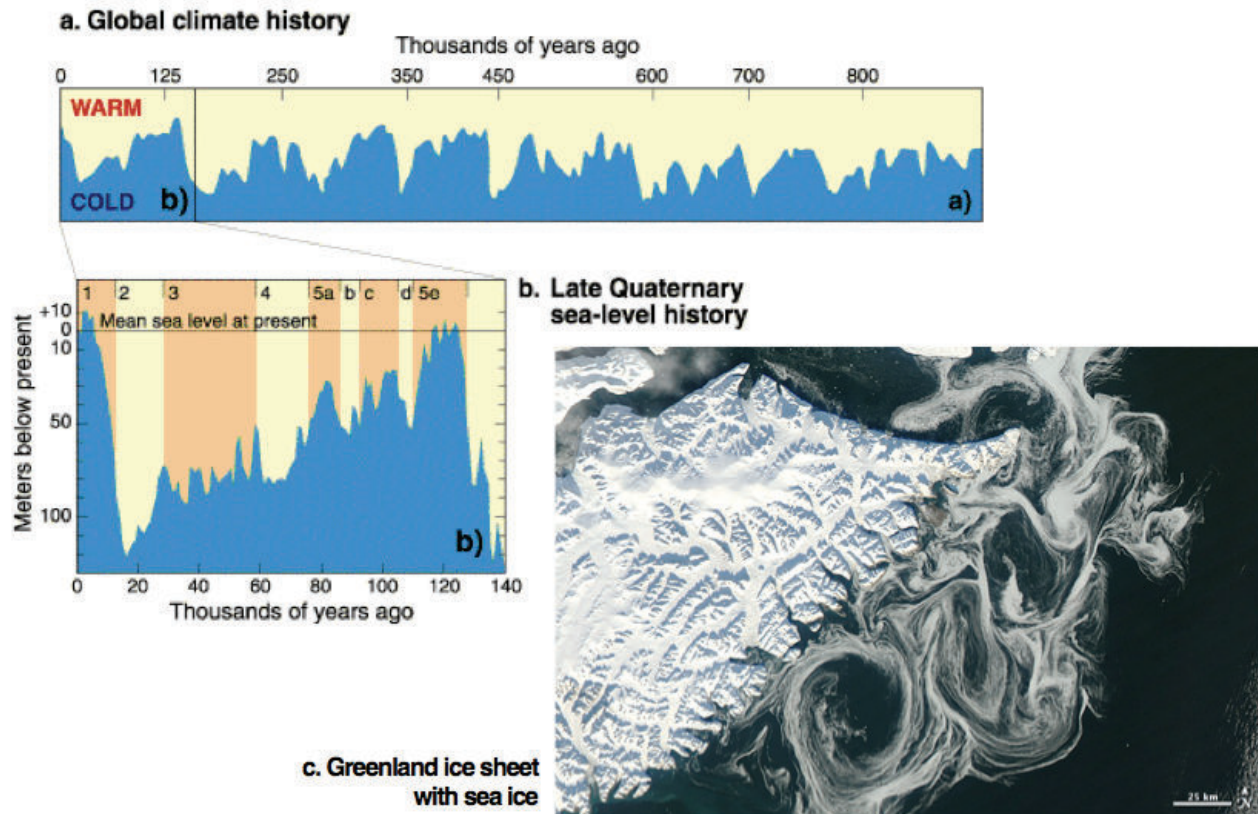 a. Global climate history
Thousands of years ago
0 125 250 350 450 600 700 800
WARM
COLD
b)
a)
b. Late Quaternary
sea-level history
1 2 3 4 5a b c d 5e
Mean sea level at present
Meters below present
+10
0
10
50
100
b)
0 20 40 60 80 100 120 140
Thousands of years ago
c. Greenland ice sheet
with sea ice
25 km
N